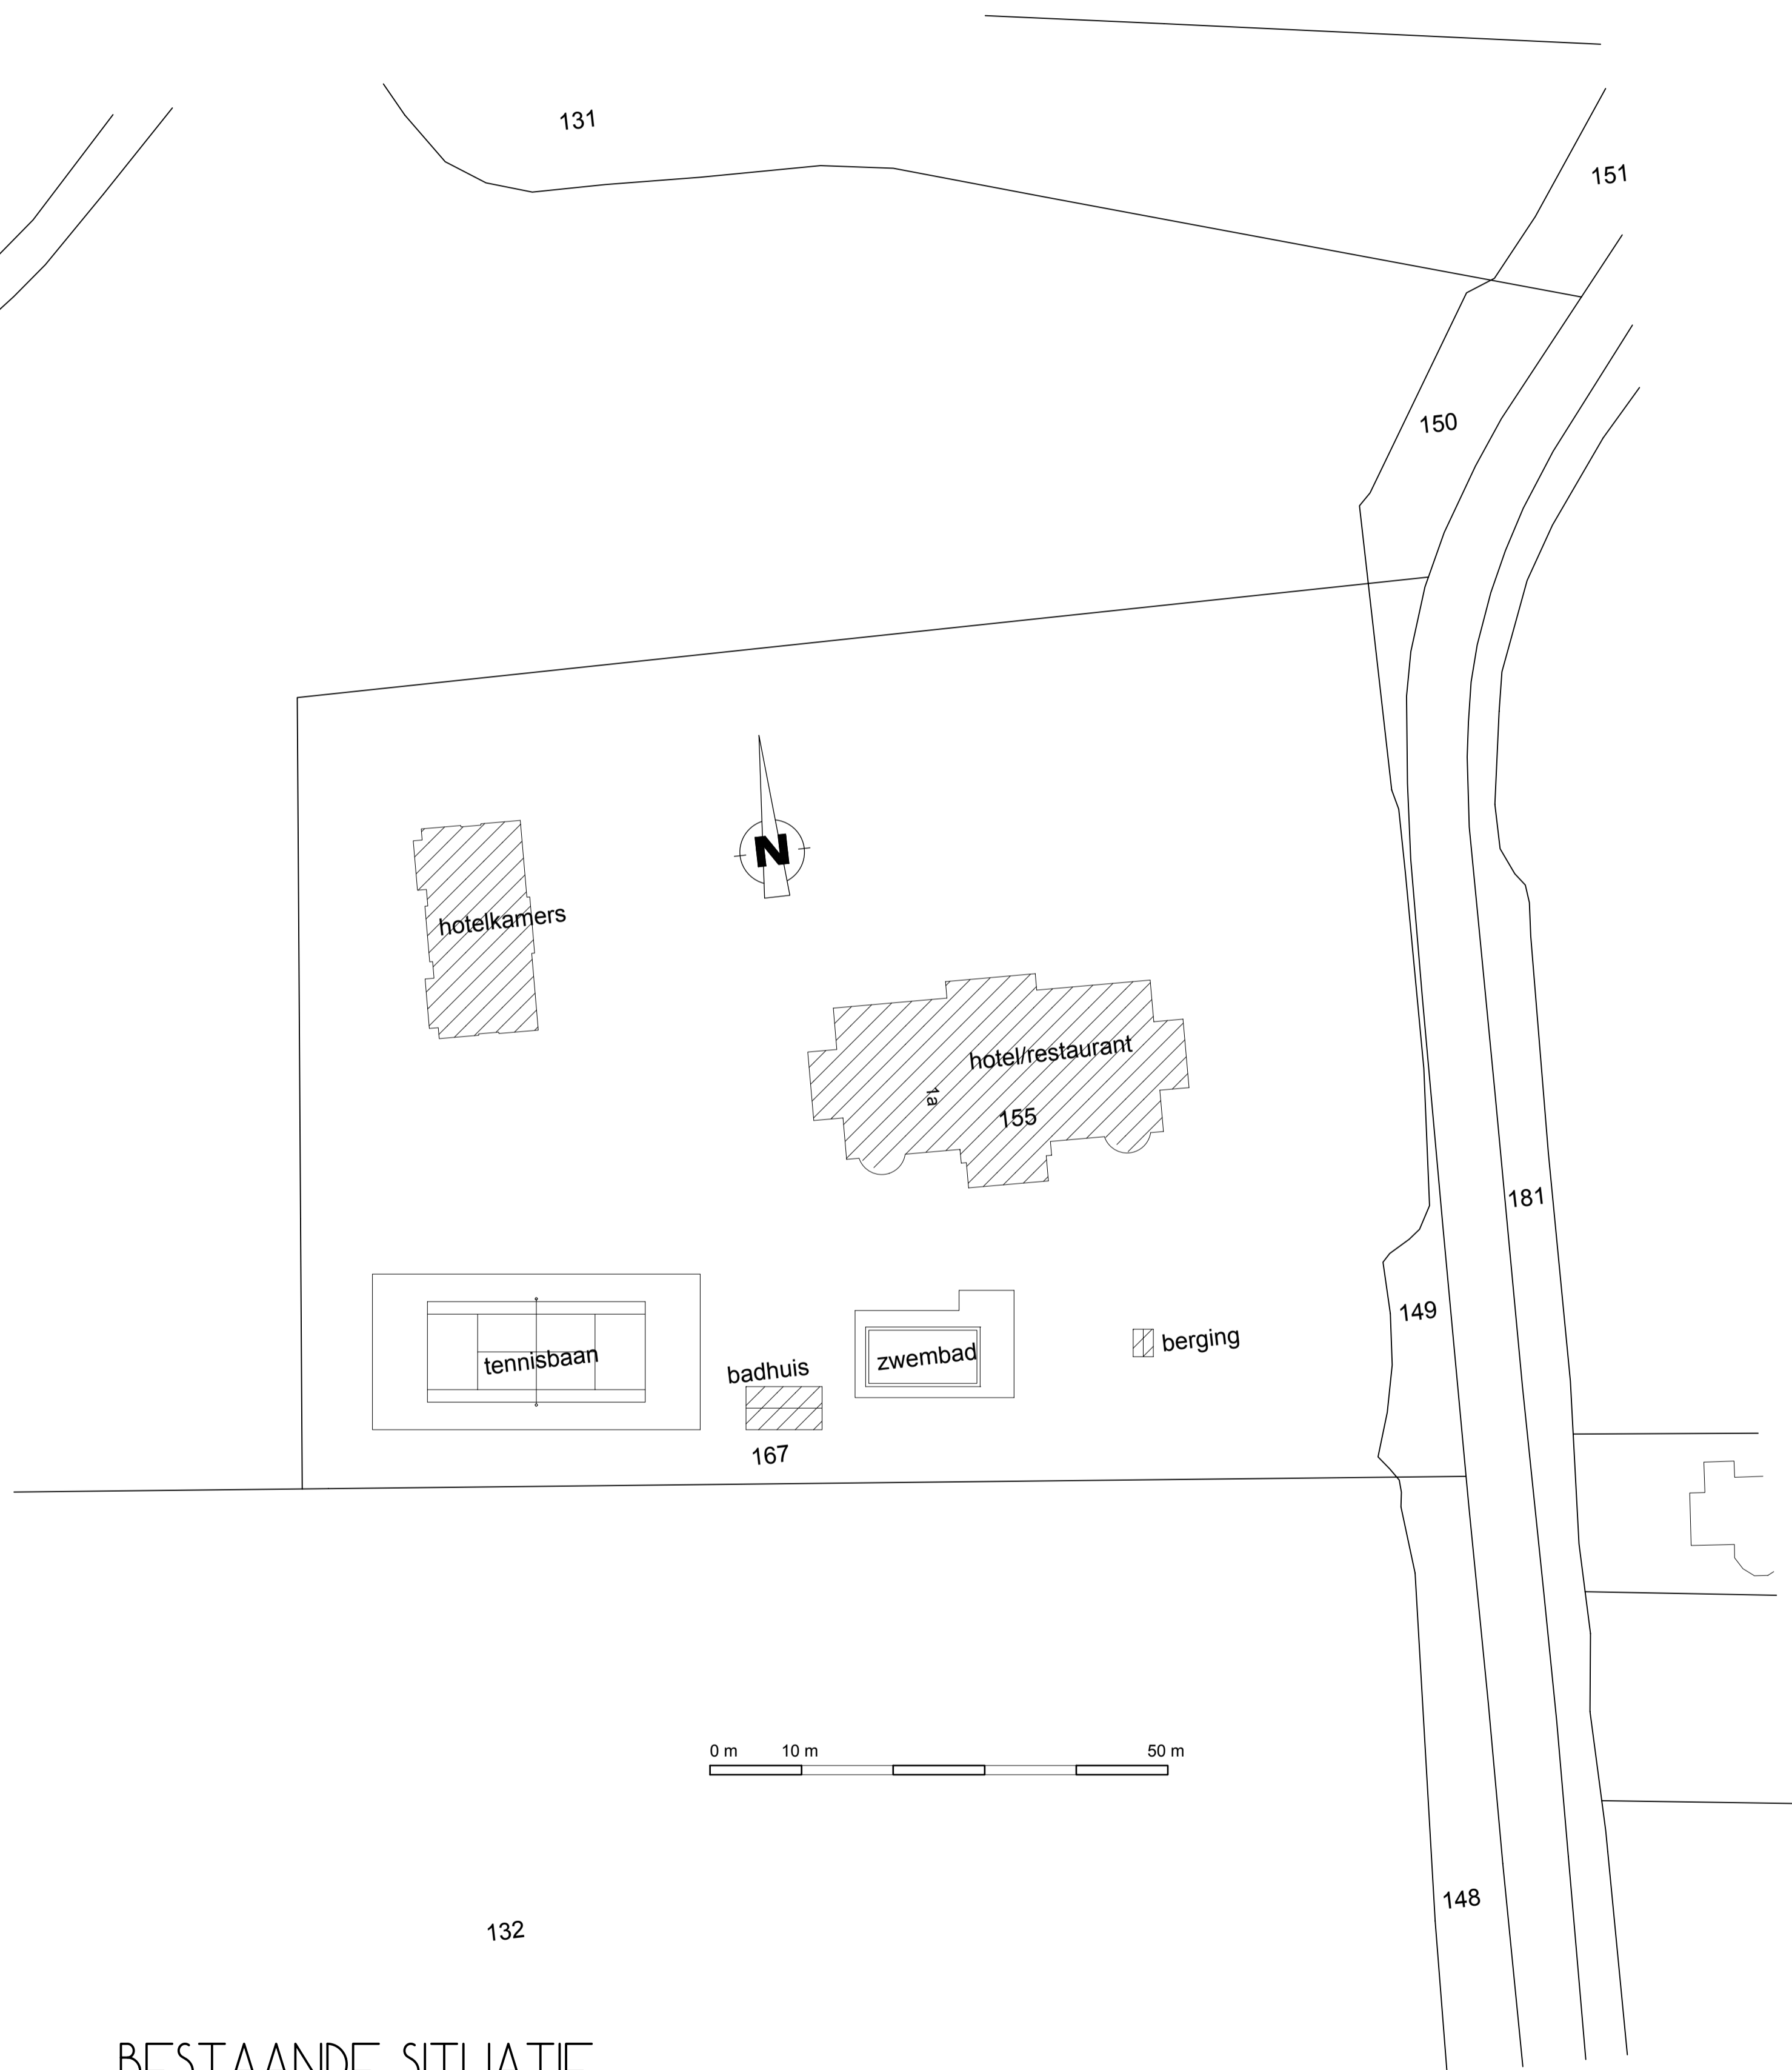 131
151
150
N
hotelkamers
hotel/restaurant
1a
155
181
149
tennisbaan
badhuis
zwembad
berging
167
0 m 10 m 50 m
148
132
BESTAANDE SITUATIE